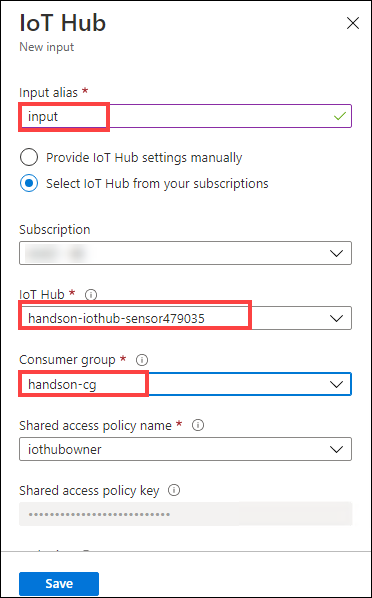 IoT Hub
New input
Input alias *
input
Provide IoT Hub settings manually
Select IoT Hub from your subscriptions
Subscription
IoT Hub *
handson-iothub-sensor479035
Consumer group *
handson-cg
Shared access policy name *
iothubowner
Shared access policy key
••••••••••••••••••••••••••
Save